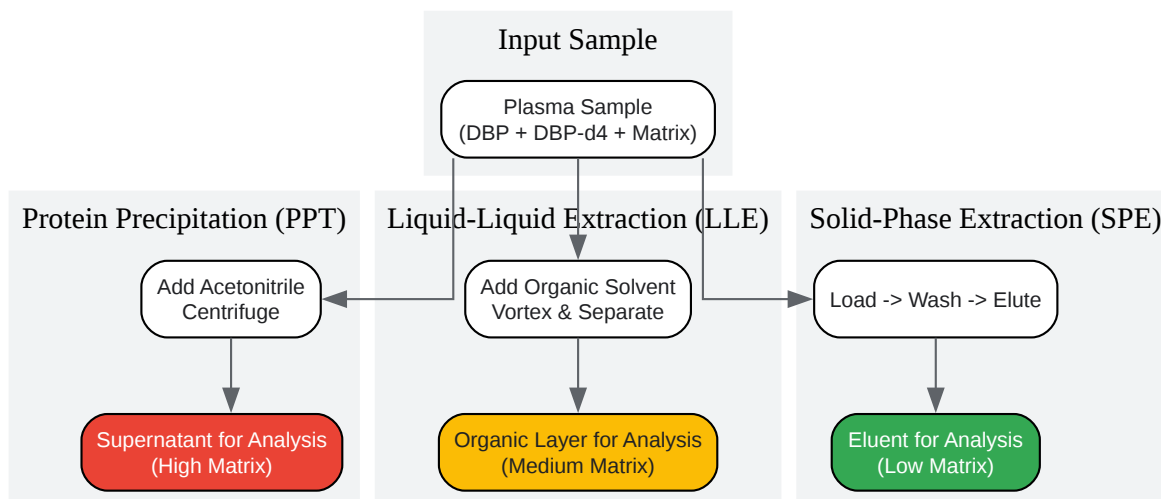 Input Sample
Plasma Sample
(DBP + DBP-d4 + Matrix)
Protein Precipitation (PPT)
Add Acetonitrile
Centrifuge
Supernatant for Analysis
(High Matrix)
Liquid-Liquid Extraction (LLE)
Add Organic Solvent
Vortex & Separate
Organic Layer for Analysis
(Medium Matrix)
Solid-Phase Extraction (SPE)
Load -> Wash -> Elute
Eluent for Analysis
(Low Matrix)